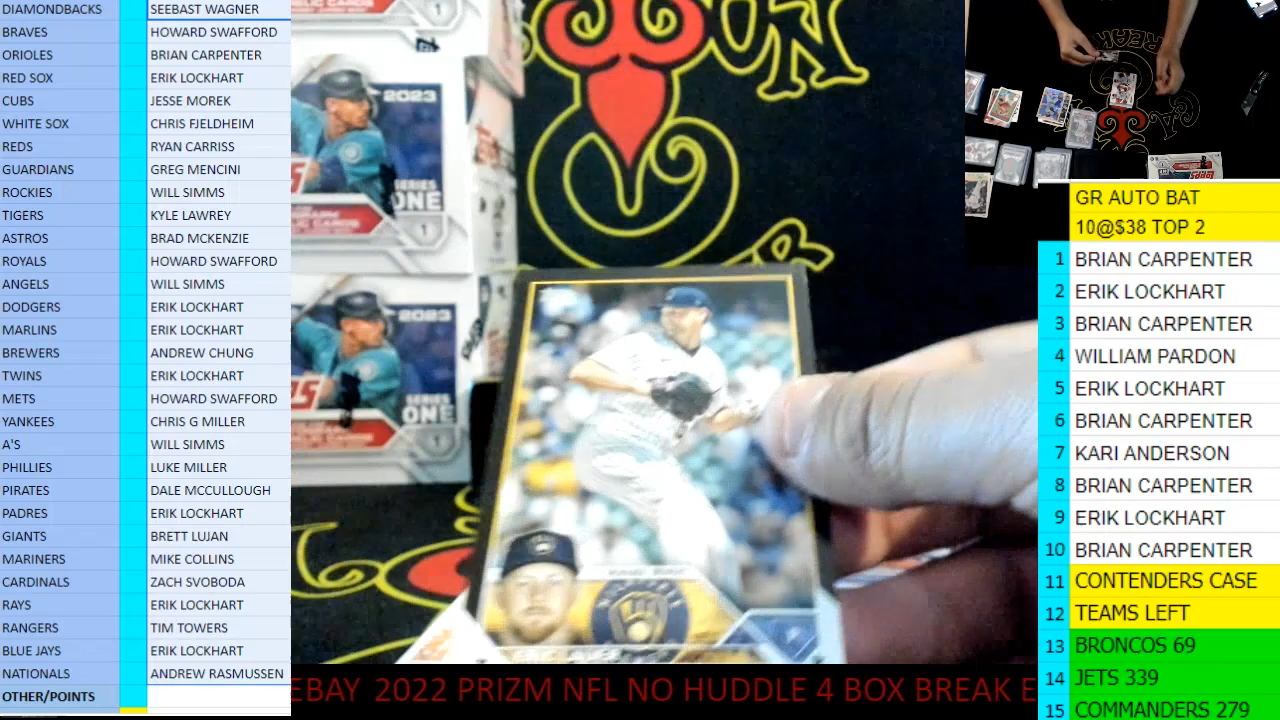 DIAMONDBACKS SEEBAST WAGNER
BRAVES HOWARD SWAFFORD
ORIOLES BRIAN CARPENTER
RED SOX ERIK LOCKHART
CUBS JESSE MOREK
WHITE SOX CHRIS FJELDHEIM
REDS RYAN CARRISS
GUARDIANS GREG MENCINI
ROCKIES WILL SIMMS
TIGERS KYLE LAWREY
ASTROS BRAD MCKENZIE
ROYALS HOWARD SWAFFORD
ANGELS WILL SIMMS
DODGERS ERIK LOCKHART
MARLINS ERIK LOCKHART
BREWERS ANDREW CHUNG
TWINS ERIK LOCKHART
METS HOWARD SWAFFORD
YANKEES CHRIS G MILLER
A'S WILL SIMMS
PHILLIES LUKE MILLER
PIRATES DALE MCCULLOUGH
PADRES ERIK LOCKHART
GIANTS BRETT LUJAN
MARINERS MIKE COLLINS
CARDINALS ZACH SVOBODA
RAYS ERIK LOCKHART
RANGERS TIM TOWERS
BLUE JAYS ERIK LOCKHART
NATIONALS ANDREW RASMUSSEN
OTHER/POINTS
2023
SERIES
ONE
1
2023
SERIES
ONE
1
EBAY 2022 PRIZM NFL NO HUDDLE 4 BOX BREAK E
GR AUTO BAT
10@$38 TOP 2
1 BRIAN CARPENTER
2 ERIK LOCKHART
3 BRIAN CARPENTER
4 WILLIAM PARDON
5 ERIK LOCKHART
6 BRIAN CARPENTER
7 KARI ANDERSON
8 BRIAN CARPENTER
9 ERIK LOCKHART
10 BRIAN CARPENTER
11 CONTENDERS CASE
12 TEAMS LEFT
13 BRONCOS 69
14 JETS 339
15 COMMANDERS 279